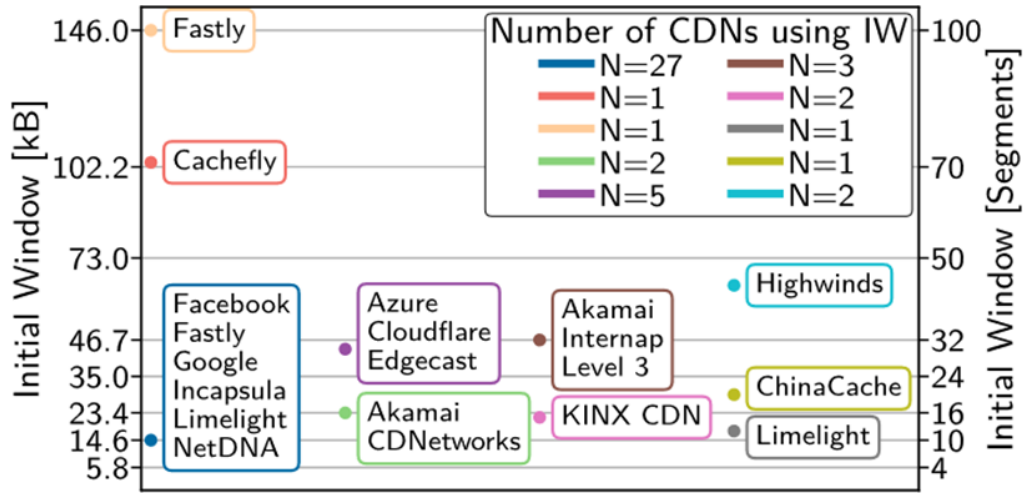 Initial Window [kB]
146.0
102.2
73.0
46.7
35.0
23.4
14.6
5.8
Fastly
Cachefly
Number of CDNs using IW
N=27
N=1
N=1
N=2
N=5
N=3
N=2
N=1
N=1
N=2
Facebook
Fastly
Google
Incapsula
Limelight
NetDNA
Azure
Cloudflare
Edgecast
Akamai
CDNetworks
Akamai
Internap
Level 3
KINX CDN
Highwinds
ChinaCache
Limelight
100
70
50
32
24
16
10
4
Initial Window [Segments]